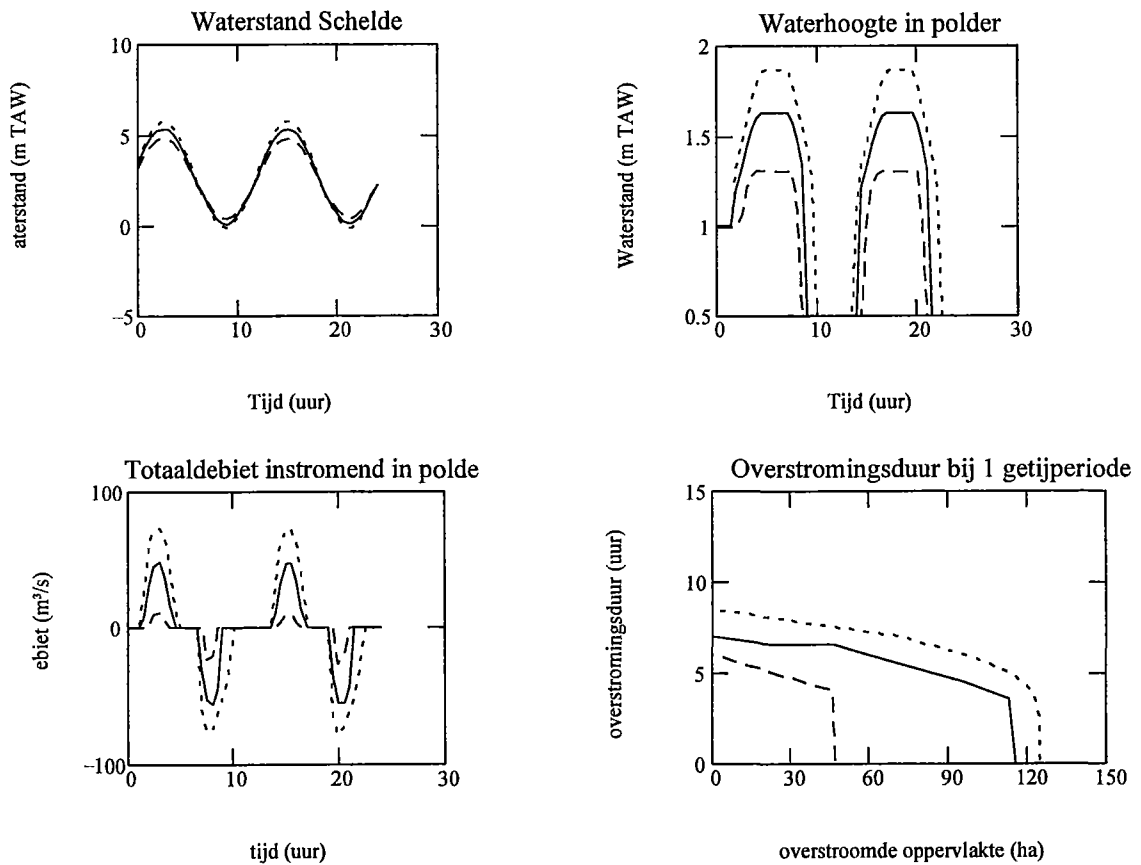 Waterstand Schelde
10
5
0
−5
0
10
20
30
aterstand (m TAW)
Tijd (uur)
Waterhoogte in polder
2
1.5
1
0.5
0
10
20
30
Waterstand (m TAW)
Tijd (uur)
Totaaldebiet instromend in polde
100
0
−100
0
10
20
30
ebiet (m³/s)
tijd (uur)
Overstromingsduur bij 1 getijperiode
15
10
5
0
0
30
60
90
120
150
overstromingsduur (uur)
overstroomde oppervlakte (ha)